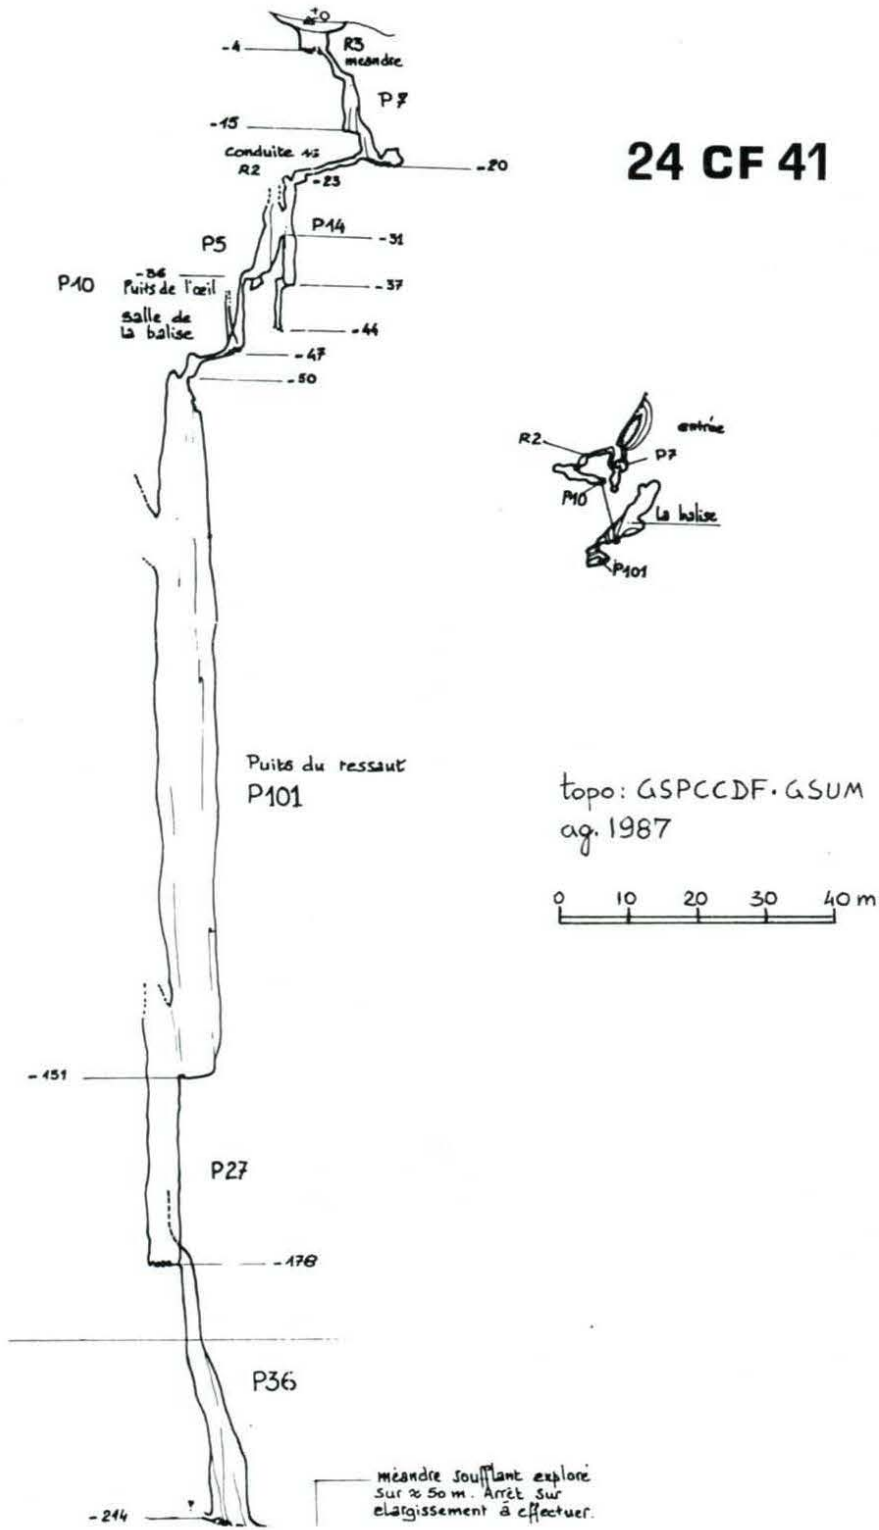 ±0
-4
R3
meandre
P7
-15
24 CF 41
conduite
R2
-20
-23
P14
P5
-31
-36
P10
Puits de l'œil
-37
salle de
la balise
-44
-47
-50
entrée
R2
P7
P10
la balise
P101
Puits du ressaut
P101
topo: GSPCCDF. GSUM
ag. 1987
0 10 20 30 40 m
-151
P27
-178
P36
méandre soufflant exploré
sur ≈ 50 m. Arrêt sur
elargissement à effectuer.
?
-214